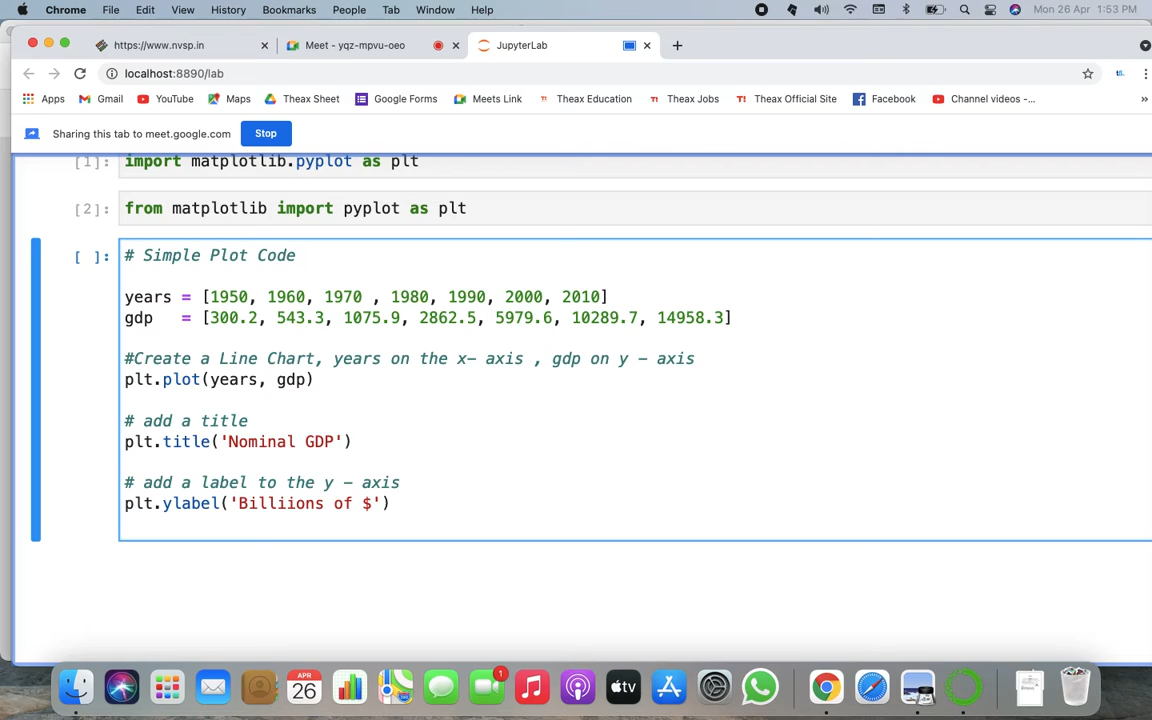 Chrome File Edit View History Bookmarks People Tab Window Help Mon 26 Apr 1:53 PM
https://www.nvsp.in Meet - yqz-mpvu-oeo JupyterLab
localhost:8890/lab
Apps Gmail YouTube Maps Theax Sheet Google Forms Meets Link Theax Education Theax Jobs Theax Official Site Facebook Channel videos -...
Sharing this tab to meet.google.com Stop
[1]: import matplotlib.pyplot as plt
[2]: from matplotlib import pyplot as plt
[ ]: # Simple Plot Code
years = [1950, 1960, 1970 , 1980, 1990, 2000, 2010]
gdp = [300.2, 543.3, 1075.9, 2862.5, 5979.6, 10289.7, 14958.3]
#Create a Line Chart, years on the x- axis , gdp on y - axis
plt.plot(years, gdp)
# add a title
plt.title('Nominal GDP')
# add a label to the y - axis
plt.ylabel('Billiions of $')
APR
26
1
tv